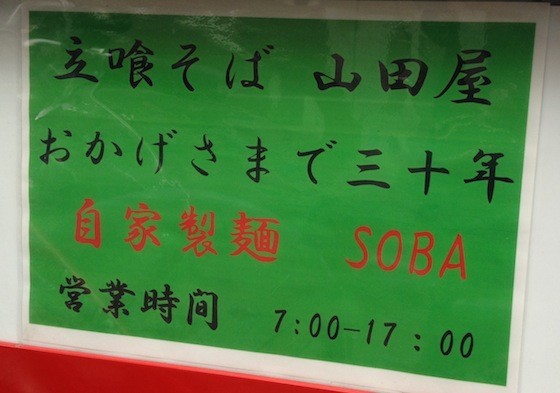 立喰そば 山田屋
おかげさまで三十年
自家製麺 SOBA
営業時間 7:00-17:00